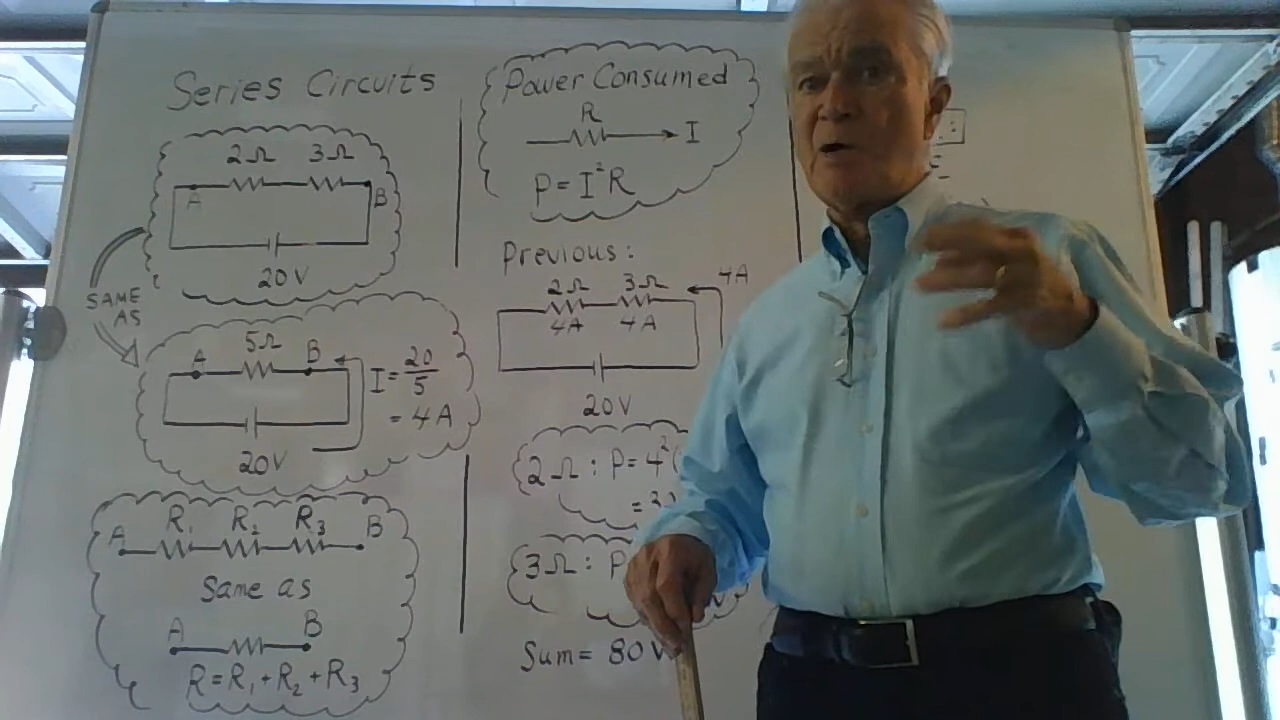 Series Circuits
2Ω 3Ω
A B
20V
SAME
AS
A 5Ω B
I = 20/5
= 4A
20V
A R₁ R₂ R₃ B
Same as
A B
R = R₁ + R₂ + R₃
Power Consumed
R
I
P = I²R
Previous:
2Ω 3Ω 4A
4A 4A
20V
2Ω: P = 4²(
= 3
3Ω: P
Sum = 80